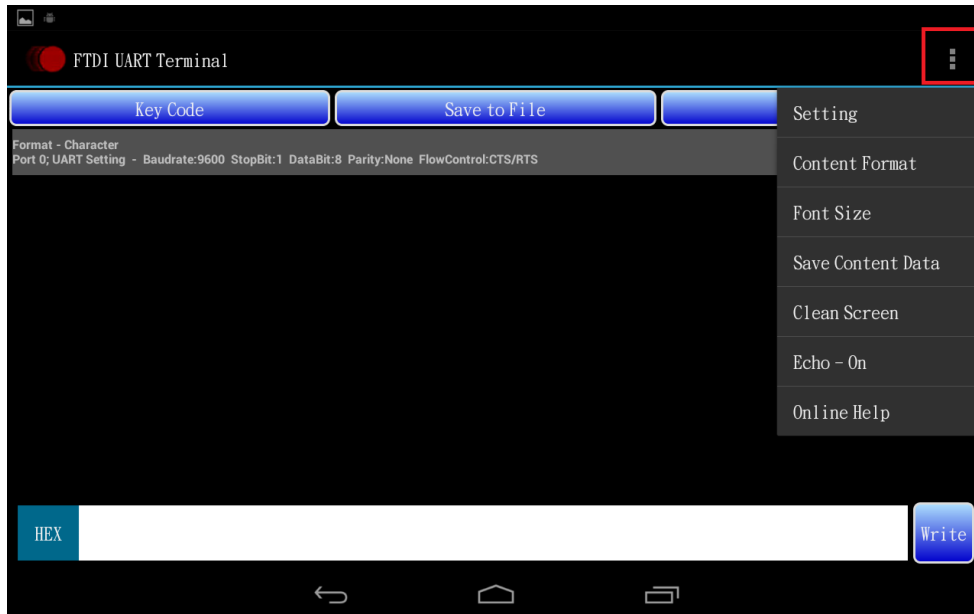 FTDI UART Terminal
Key Code
Save to File
Format - Character
Port 0; UART Setting - Baudrate:9600 StopBit:1 DataBit:8 Parity:None FlowControl:CTS/RTS
Setting
Content Format
Font Size
Save Content Data
Clean Screen
Echo - On
Online Help
HEX
Write